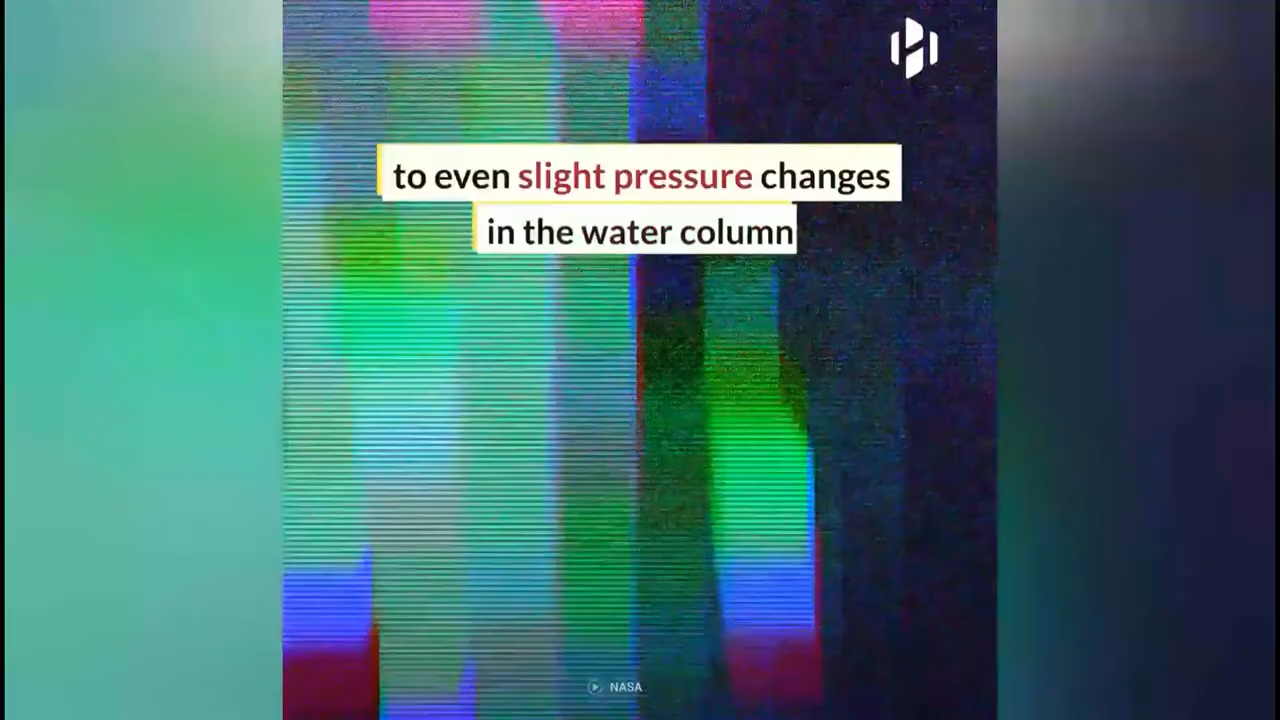 to even slight pressure changes
in the water column
NASA